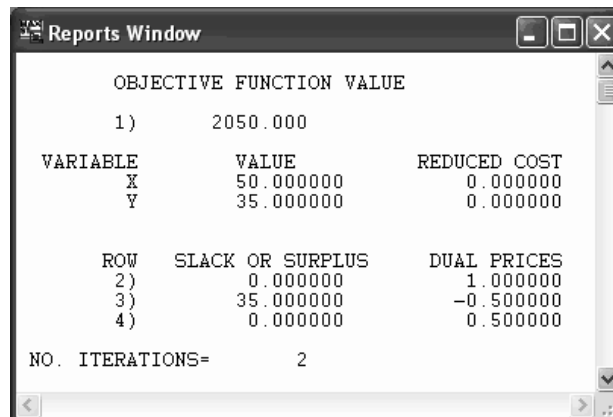 Reports Window
OBJECTIVE FUNCTION VALUE
1) 2050.000
VARIABLE VALUE REDUCED COST
X 50.000000 0.000000
Y 35.000000 0.000000
ROW SLACK OR SURPLUS DUAL PRICES
2) 0.000000 1.000000
3) 35.000000 -0.500000
4) 0.000000 0.500000
NO. ITERATIONS= 2